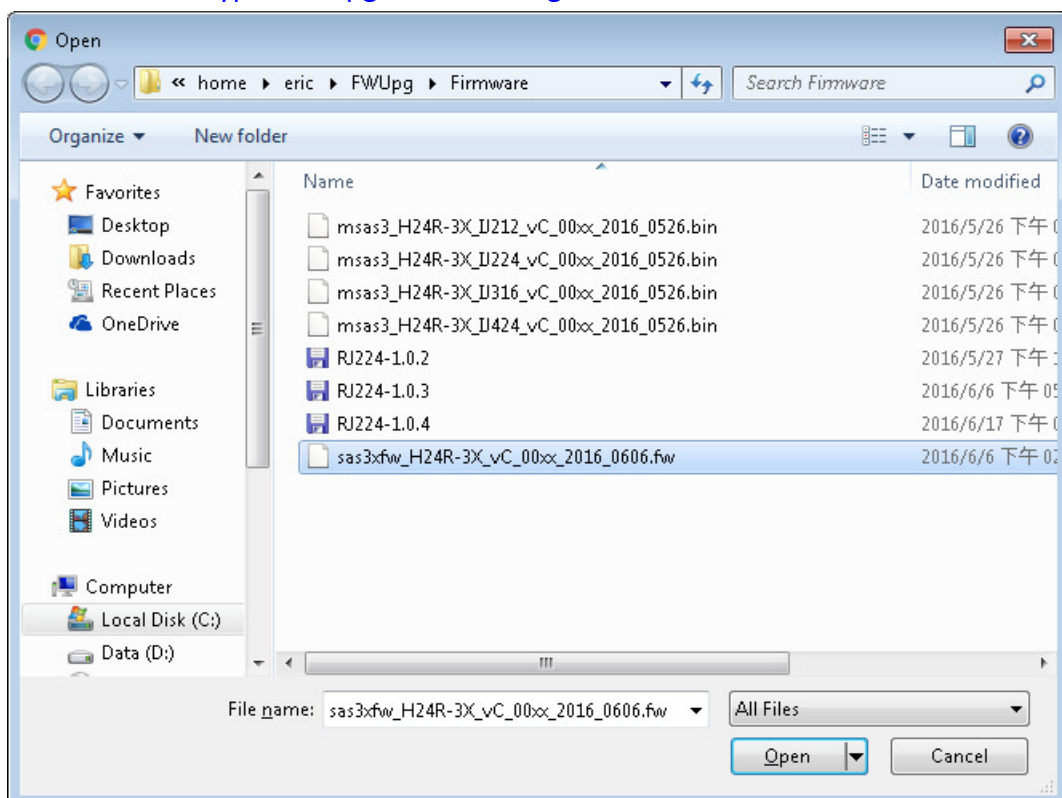 Open
« home eric FWUpg Firmware Search Firmware
Organize New folder
Name Date modified
Favorites
Desktop
Downloads
Recent Places
OneDrive
Libraries
Documents
Music
Pictures
Videos
Computer
Local Disk (C:)
Data (D:)
msas3_H24R-3X_IJ212_vC_00xx_2016_0526.bin 2016/5/26 下午
msas3_H24R-3X_IJ224_vC_00xx_2016_0526.bin 2016/5/26 下午
msas3_H24R-3X_IJ316_vC_00xx_2016_0526.bin 2016/5/26 下午
msas3_H24R-3X_IJ424_vC_00xx_2016_0526.bin 2016/5/26 下午
RJ224-1.0.2 2016/5/27 下午
RJ224-1.0.3 2016/6/6 下午 05
RJ224-1.0.4 2016/6/17 下午
sas3xfw_H24R-3X_vC_00xx_2016_0606.fw 2016/6/6 下午 02
File name: sas3xfw_H24R-3X_vC_00xx_2016_0606.fw All Files
Open Cancel